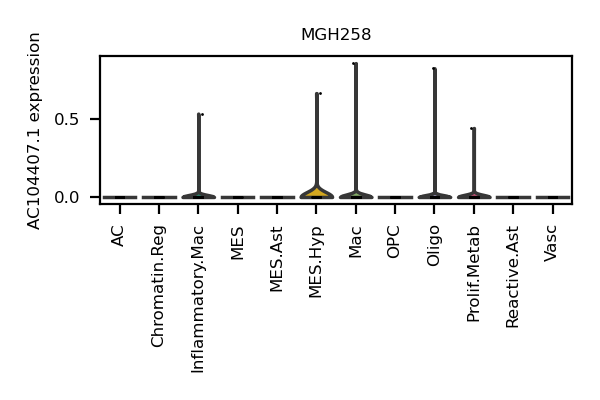 MGH258
AC104407.1 expression
0.5
0.0
AC
Chromatin.Reg
Inflammatory.Mac
MES
MES.Ast
MES.Hyp
Mac
OPC
Oligo
Prolif.Metab
Reactive.Ast
Vasc